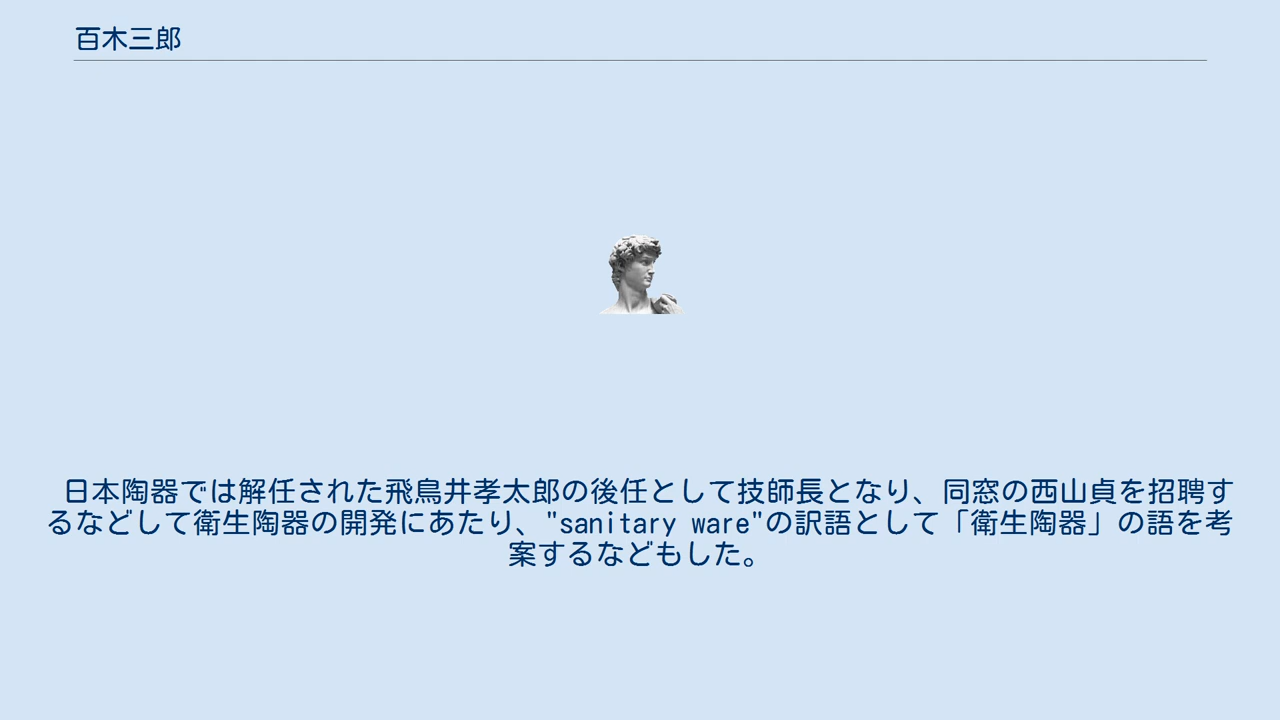 百木三郎
日本陶器では解任された飛鳥井孝太郎の後任として技師長となり、同窓の西山貞を招聘す
るなどして衛生陶器の開発にあたり、"sanitary ware"の訳語として「衛生陶器」の語を考
案するなどもした。